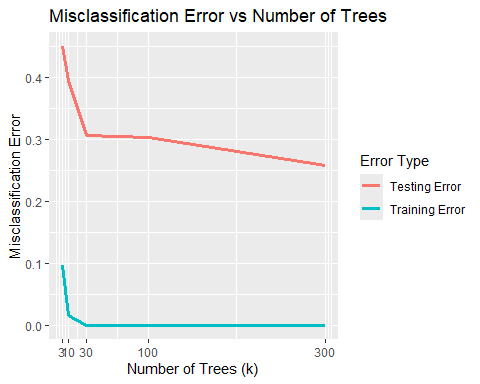 Misclassification Error vs Number of Trees
Misclassification Error
0.4
0.3
0.2
0.1
0.0
3 10 30 100 300
Number of Trees (k)
Error Type
Testing Error
Training Error